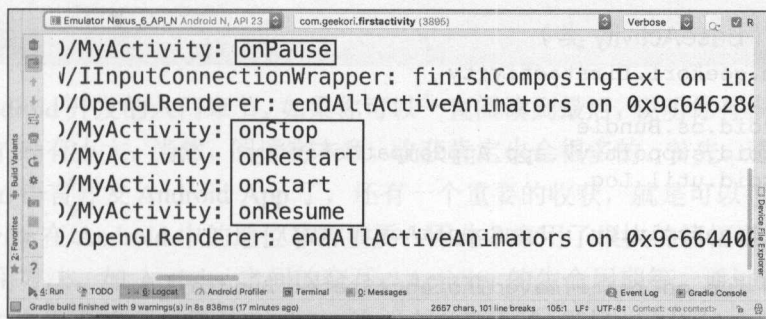 Emulator Nexus_6_API_N Android N, API 23 com.geekori.firstactivity (3895) Verbose R
)/MyActivity: onPause
W/IInputConnectionWrapper: finishComposingText on ina
)/OpenGLRenderer: endAllActiveAnimators on 0x9c646280
)/MyActivity: onStop
)/MyActivity: onRestart
)/MyActivity: onStart
)/MyActivity: onResume
)/OpenGLRenderer: endAllActiveAnimators on 0x9c664400
Build Variants
2: Favorites
Device File Explorer
4: Run TODO 6: Logcat Android Profiler Terminal 0: Messages Event Log Gradle Console
Gradle build finished with 9 warning(s) in 8s 838ms (17 minutes ago) 2657 chars, 101 line breaks 105:1 LF÷ UTF-8÷ Context: <no context>